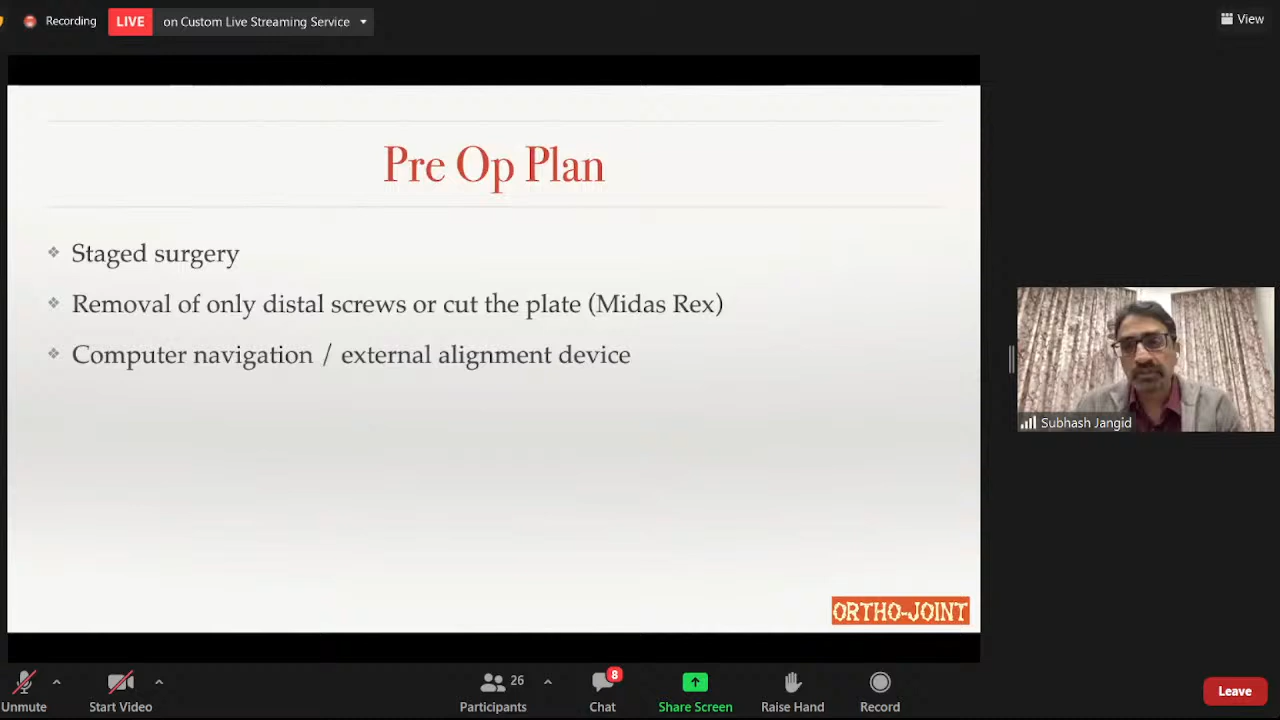 Recording
LIVE
on Custom Live Streaming Service
View
Pre Op Plan
Staged surgery
Removal of only distal screws or cut the plate (Midas Rex)
Computer navigation / external alignment device
Subhash Jangid
ORTHO-JOINT
Unmute
Start Video
26
Participants
8
Chat
Share Screen
Raise Hand
Record
Leave